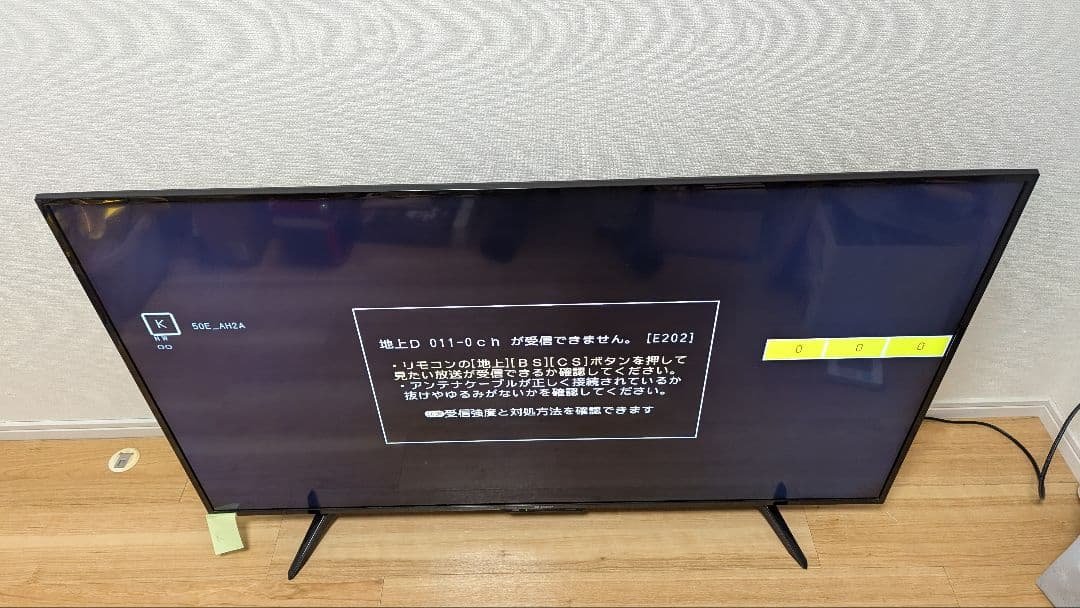 地上D 011-0ch が受信できません。[E202]
・リモコンの[地上][BS][CS]ボタンを押して
見たい放送が受信できるか確認してください。
・アンテナケーブルが正しく接続されているか
抜けやゆるみがないかを確認してください。
受信強度と対処方法を確認できます
K
50E_AH2A
0 0 0